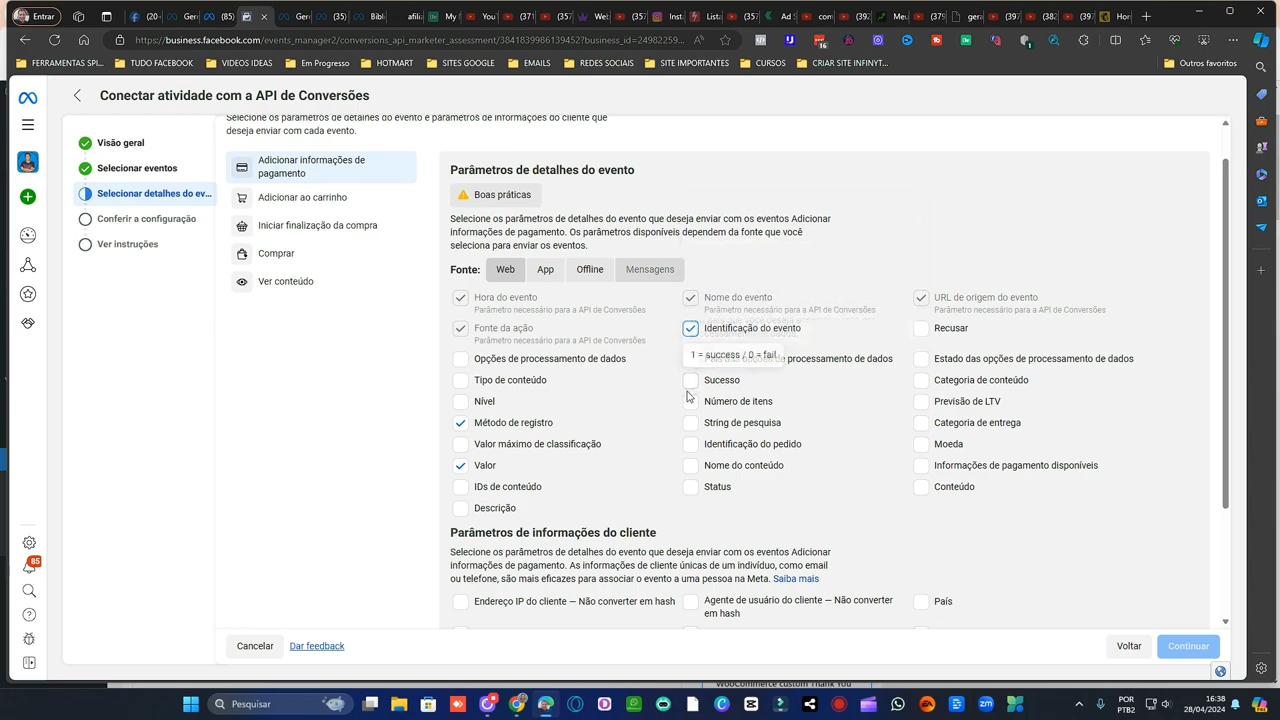 Entrar
https://business.facebook.com/events_manager2/conversions_api_marketer_assessment/3841839986139452?business_id=24982259...
FERRAMENTAS SPI...
TUDO FACEBOOK
VIDEOS IDEAS
Em Progresso
HOTMART
SITES GOOGLE
EMAILS
REDES SOCIAIS
SITE IMPORTANTES
CURSOS
CRIAR SITE INFINYT...
Outros favoritos
Conectar atividade com a API de Conversões
Visão geral
Selecionar eventos
Selecionar detalhes do ev...
Conferir a configuração
Ver instruções
Selecione os parâmetros de detalhes do evento e parâmetros de informações do cliente que
deseja enviar com cada evento.
Adicionar informações de
pagamento
Adicionar ao carrinho
Iniciar finalização da compra
Comprar
Ver conteúdo
Parâmetros de detalhes do evento
Boas práticas
Selecione os parâmetros de detalhes do evento que deseja enviar com os eventos Adicionar
informações de pagamento. Os parâmetros disponíveis dependem da fonte que você
seleciona para enviar os eventos.
Fonte: Web App Offline Mensagens
Hora do evento
Parâmetro necessário para a API de Conversões
Nome do evento
Parâmetro necessário para a API de Conversões
URL de origem do evento
Parâmetro necessário para a API de Conversões
Fonte da ação
Parâmetro necessário para a API de Conversões
Identificação do evento
Recusar
1 = success / 0 = fail
Opções de processamento de dados
processamento de dados
Estado das opções de processamento de dados
Tipo de conteúdo
Sucesso
Categoria de conteúdo
Nível
Número de itens
Previsão de LTV
Método de registro
String de pesquisa
Categoria de entrega
Valor máximo de classificação
Identificação do pedido
Moeda
Valor
Nome do conteúdo
Informações de pagamento disponíveis
IDs de conteúdo
Status
Conteúdo
Descrição
Parâmetros de informações do cliente
Selecione os parâmetros de detalhes do evento que deseja enviar com os eventos Adicionar
informações de pagamento. As informações de cliente únicas de um indivíduo, como email
ou telefone, são mais eficazes para associar o evento a uma pessoa na Meta. Saiba mais
Endereço IP do cliente — Não converter em hash
Agente de usuário do cliente — Não converter
em hash
País
85
Cancelar
Dar feedback
Voltar
Continuar
WooCommerce custom Thank You
Pesquisar
POR
PTB2
16:38
28/04/2024